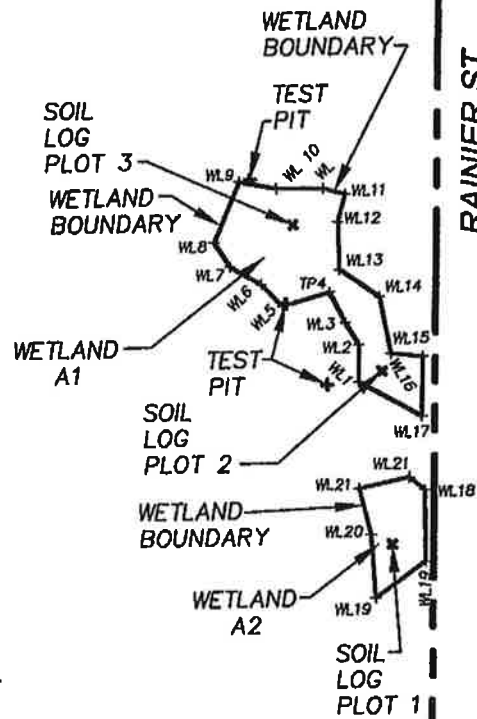 WETLAND
BOUNDARY
RAINIER ST
TEST
PIT
SOIL
LOG
PLOT 3
WL9
WL 10
WL
WL11
WETLAND
BOUNDARY
WL12
WL8
WL7
WL13
WL6
TP4
WL14
WL5
WL3
WL2
WL15
WETLAND
A1
TEST
PIT
WL1
WL16
SOIL
LOG
PLOT 2
WL17
WL21
WL21
WL18
WETLAND
BOUNDARY
WL20
WL19
WETLAND
A2
WL19
SOIL
LOG
PLOT 1